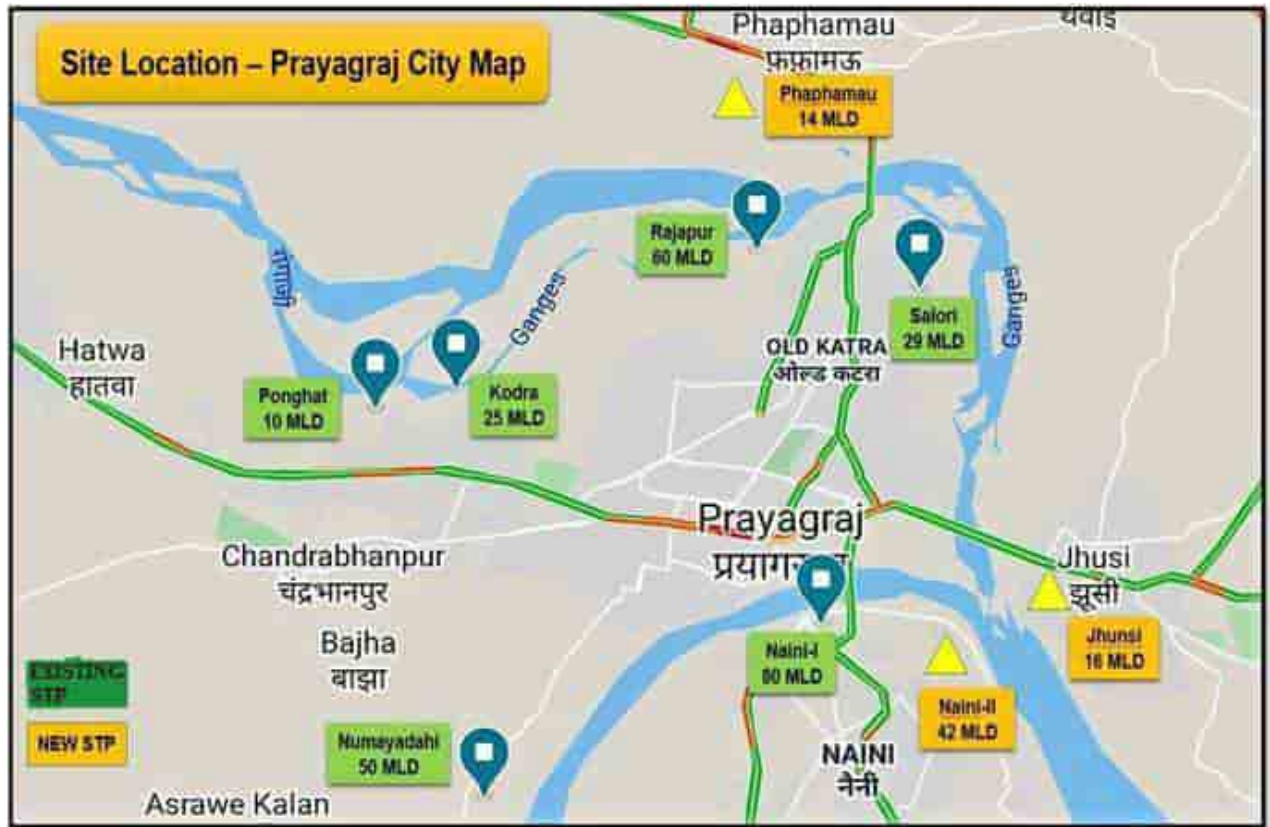 Site Location – Prayagraj City Map
Phaphamau
फ़फ़ामऊ
Phaphamau
14 MLD
Rajapur
60 MLD
Salori
29 MLD
Ganges
Ganges
Hatwa
हातवा
OLD KATRA
ओल्ड कटरा
Ponghat
10 MLD
Kodra
25 MLD
Prayagraj
Chandrabhanpur
चंद्रभानपुर
Jhusi
झूसी
Jhunsi
16 MLD
Bajha
बाझा
Naini-I
80 MLD
Naini-II
42 MLD
EXISTING
STP
NEW STP
Numayadahi
50 MLD
NAINI
नैनी
Asrawe Kalan